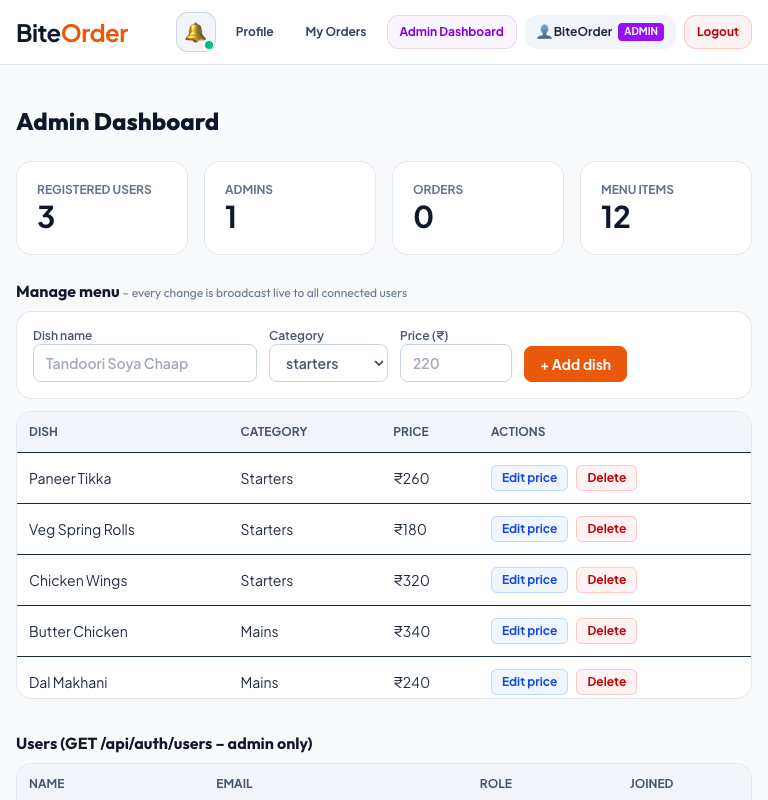 BiteOrder Profile My Orders Admin Dashboard BiteOrder ADMIN Logout
Admin Dashboard
REGISTERED USERS ADMINS ORDERS MENU ITEMS
3 1 0 12
Manage menu – every change is broadcast live to all connected users
Dish name Category Price (₹)
Tandoori Soya Chaap starters 220 + Add dish
DISH CATEGORY PRICE ACTIONS
Paneer Tikka Starters ₹260 Edit price Delete
Veg Spring Rolls Starters ₹180 Edit price Delete
Chicken Wings Starters ₹320 Edit price Delete
Butter Chicken Mains ₹340 Edit price Delete
Dal Makhani Mains ₹240 Edit price Delete
Users (GET /api/auth/users – admin only)
NAME EMAIL ROLE JOINED